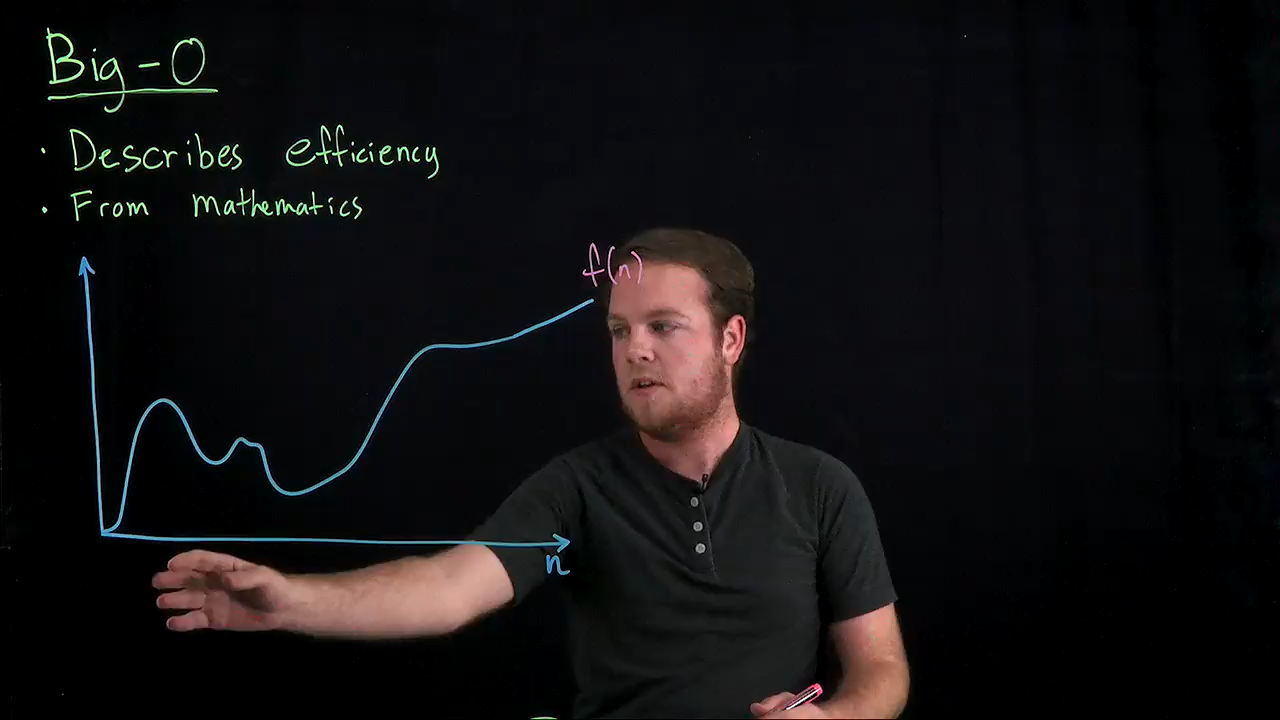 Big-O
• Describes efficiency
• From mathematics
f(n)
n